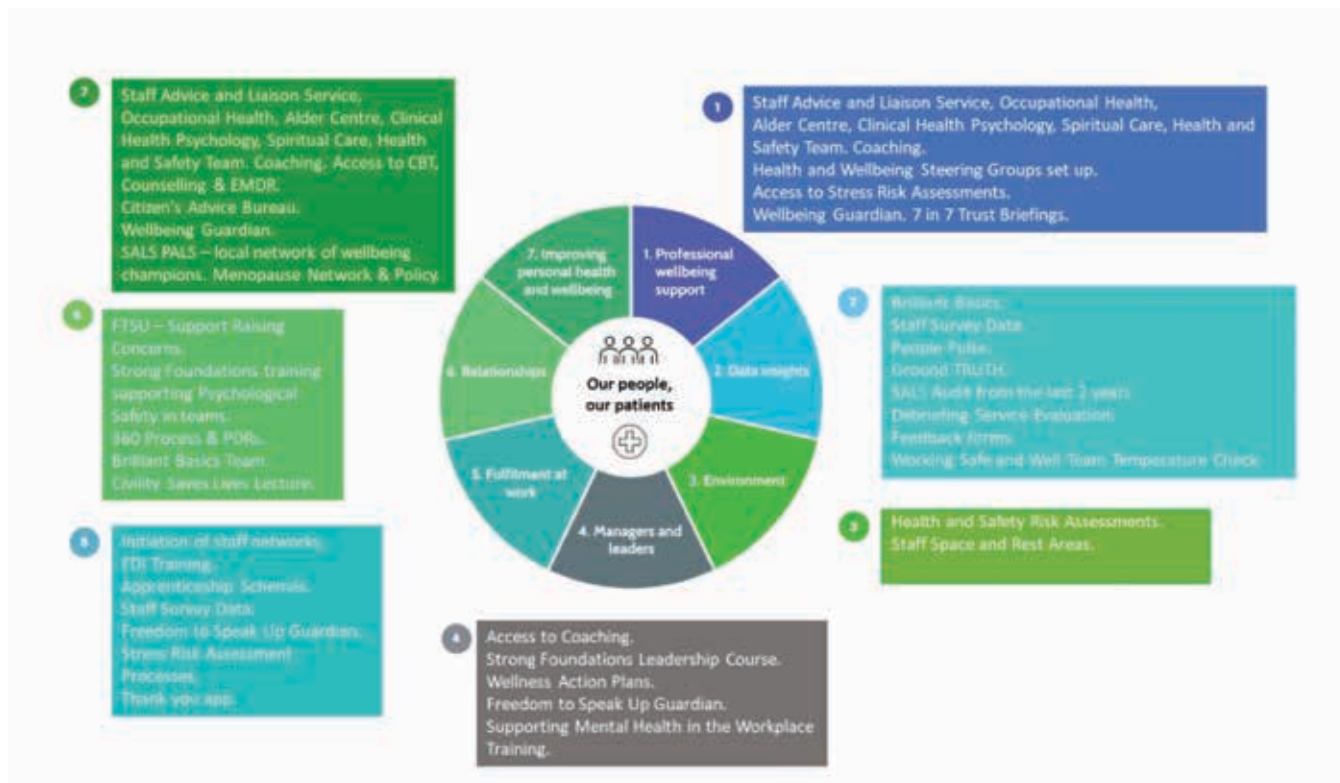 7
Staff Advice and Liaison Service,
Occupational Health, Alder Centre, Clinical
Health Psychology, Spiritual Care, Health
and Safety Team. Coaching. Access to CBT,
Counselling & EMDR.
Citizen's Advice Bureau.
Wellbeing Guardian.
SALS PALS – local network of wellbeing
champions. Menopause Network & Policy
1
Staff Advice and Liaison Service, Occupational Health,
Alder Centre, Clinical Health Psychology, Spiritual Care, Health and
Safety Team. Coaching.
Health and Wellbeing Steering Groups set up.
Access to Stress Risk Assessments.
Wellbeing Guardian. 7 in 7 Trust Briefings.
7. Improving
personal health
and wellbeing
1. Professional
wellbeing
support
6. Relationships
2. Data insights
Our people,
our patients
5. Fulfilment at
work
3. Environment
4. Managers and
leaders
6
FTSU – Support Raising
Concerns.
Strong Foundations training
supporting Psychological
Safety in teams.
360 Process & PDRs.
Brilliant Basics Team.
Civility Saves Lives Lecture.
2
Brilliant Basics.
Staff Survey Data.
People Pulse.
Ground TRUTH.
SALS Audit from the last 2 years
Debriefing Service Evaluation.
Feedback forms.
Working Safe and Well Team Temperature Check
3
Health and Safety Risk Assessments.
Staff Space and Rest Areas.
5
Initiation of staff networks
EDI Training.
Apprenticeship Schemes.
Staff Survey Data.
Freedom to Speak Up Guardian.
Stress Risk Assessment
Processes.
Thank you app.
4
Access to Coaching.
Strong Foundations Leadership Course.
Wellness Action Plans.
Freedom to Speak Up Guardian.
Supporting Mental Health in the Workplace
Training.